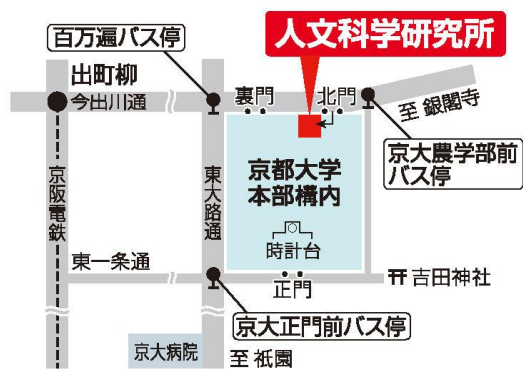 百万遍バス停
人文科学研究所
出町柳
今出川通
裏門
北門
至 銀閣寺
京大農学部前
バス停
京阪電鉄
東大路通
京都大学
本部構内
時計台
東一条通
正門
吉田神社
京大正門前バス停
京大病院
至 祇園